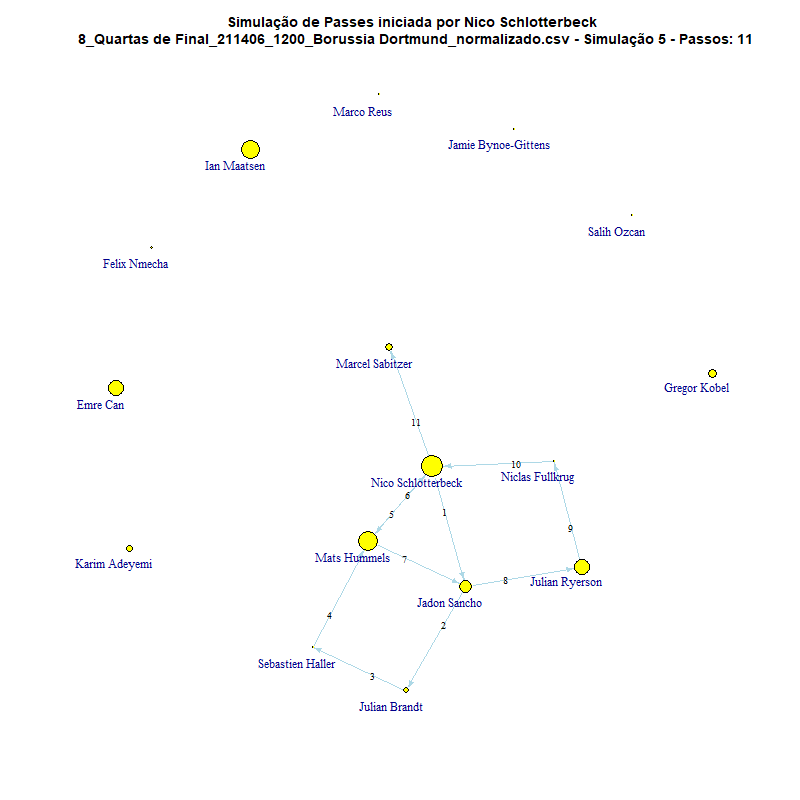 Simulação de Passes iniciada por Nico Schlotterbeck
8_Quartas de Final_211406_1200_Borussia Dortmund_normalizado.csv - Simulação 5 - Passos: 11
Marco Reus
Jamie Bynoe-Gittens
Ian Maatsen
Salih Ozcan
Felix Nmecha
Marcel Sabitzer
Gregor Kobel
Emre Can
11
10
Niclas Fullkrug
Nico Schlotterbeck
6
5
1
9
Mats Hummels
7
Karim Adeyemi
8
Julian Ryerson
Jadon Sancho
4
2
Sebastien Haller
3
Julian Brandt